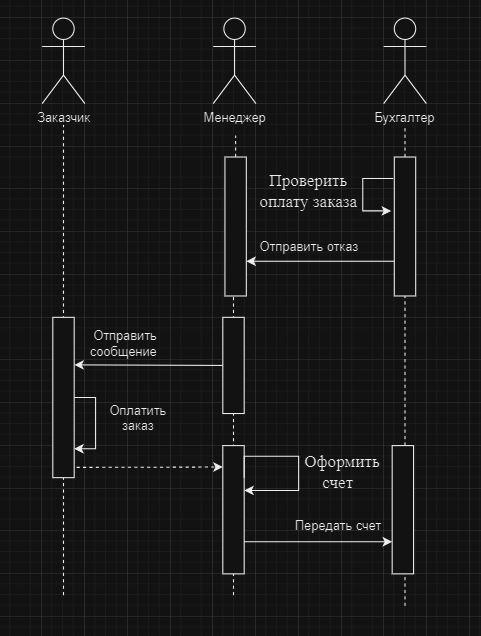 Заказчик
Менеджер
Бухгалтер
Проверить
оплату заказа
Отправить отказ
Отправить
сообщение
Оплатить
заказ
Оформить
счет
Передать счет